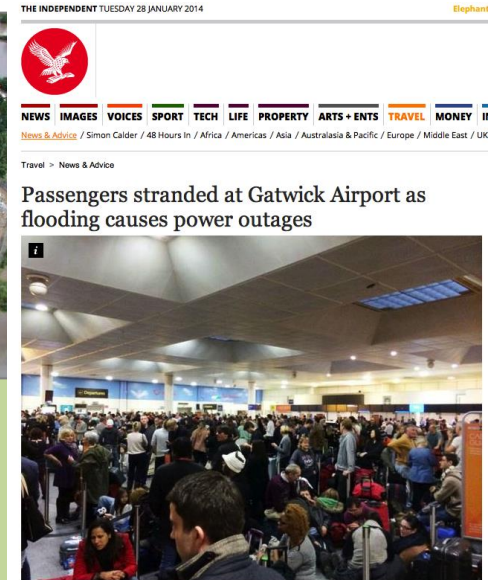 THE INDEPENDENT TUESDAY 28 JANUARY 2014
Elephant
NEWS IMAGES VOICES SPORT TECH LIFE PROPERTY ARTS + ENTS TRAVEL MONEY
News & Advice / Simon Calder / 48 Hours In / Africa / Americas / Asia / Australasia & Pacific / Europe / Middle East / UK
Travel > News & Advice
Passengers stranded at Gatwick Airport as
flooding causes power outages
i
Departures